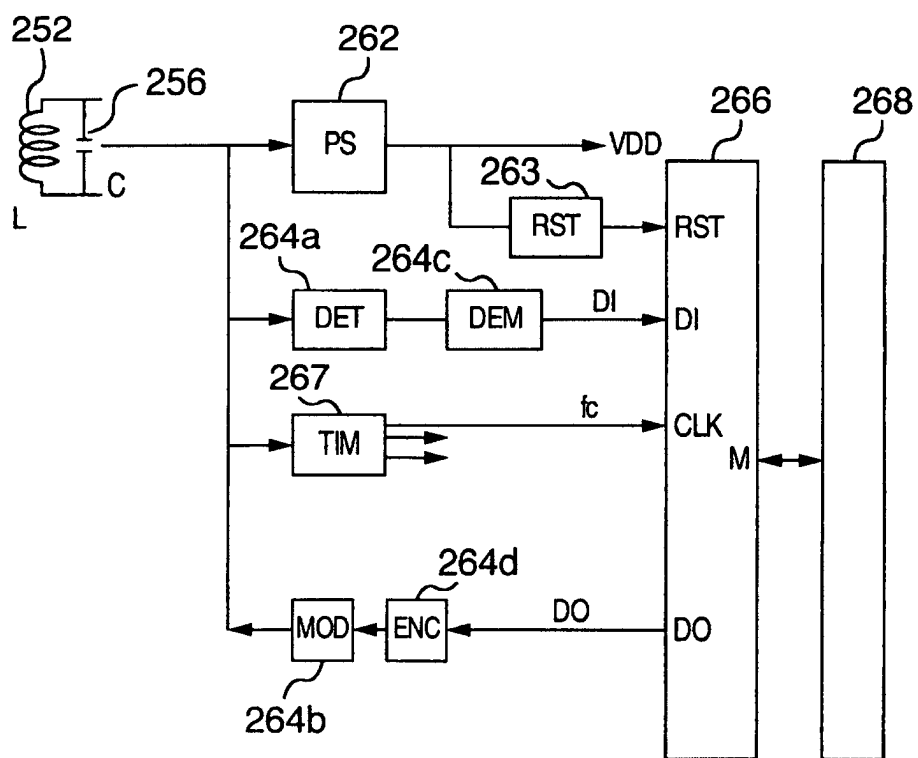 252
262
256
266
268
PS
VDD
C
263
L
RST
RST
264a
264c
DI
DET
DEM
DI
267
fc
TIM
CLK
M
264d
DO
MOD
ENC
DO
264b